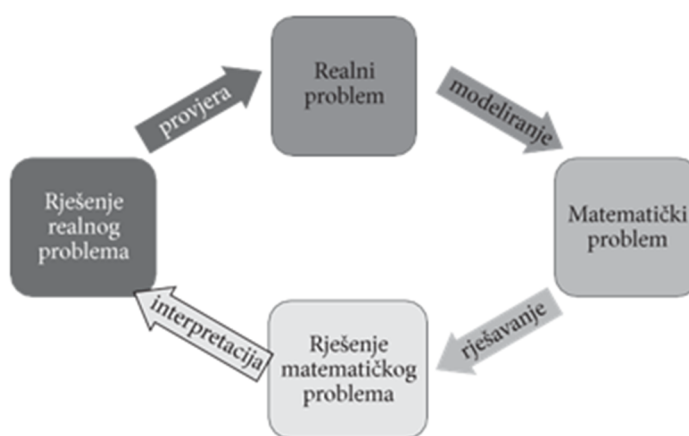 Realni
problem
modeliranje
Matematički
problem
rješavanje
Rješenje
matematičkog
problema
interpretacija
Rješenje
realnog
problema
provjera